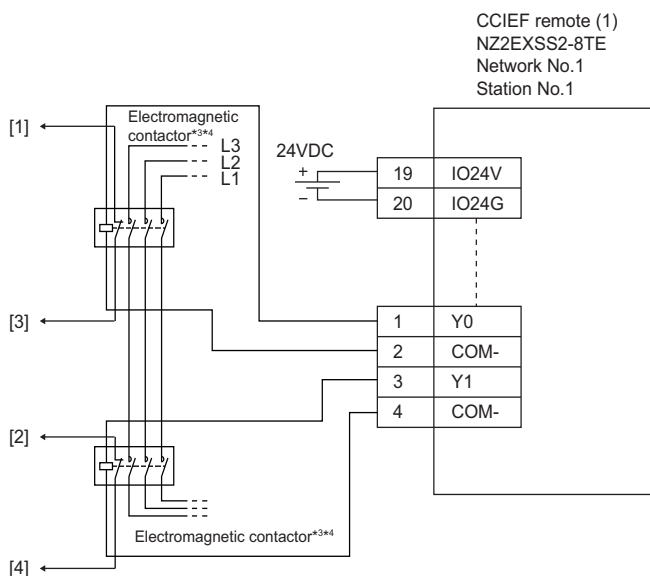 CCIEF remote (1)
NZ2EXSS2-8TE
Network No.1
Station No.1
[1]
Electromagnetic
contactor*3*4
L3
L2
L1
24VDC
+
−
19 IO24V
20 IO24G
[3]
1 Y0
2 COM-
3 Y1
4 COM-
[2]
Electromagnetic contactor*3*4
[4]